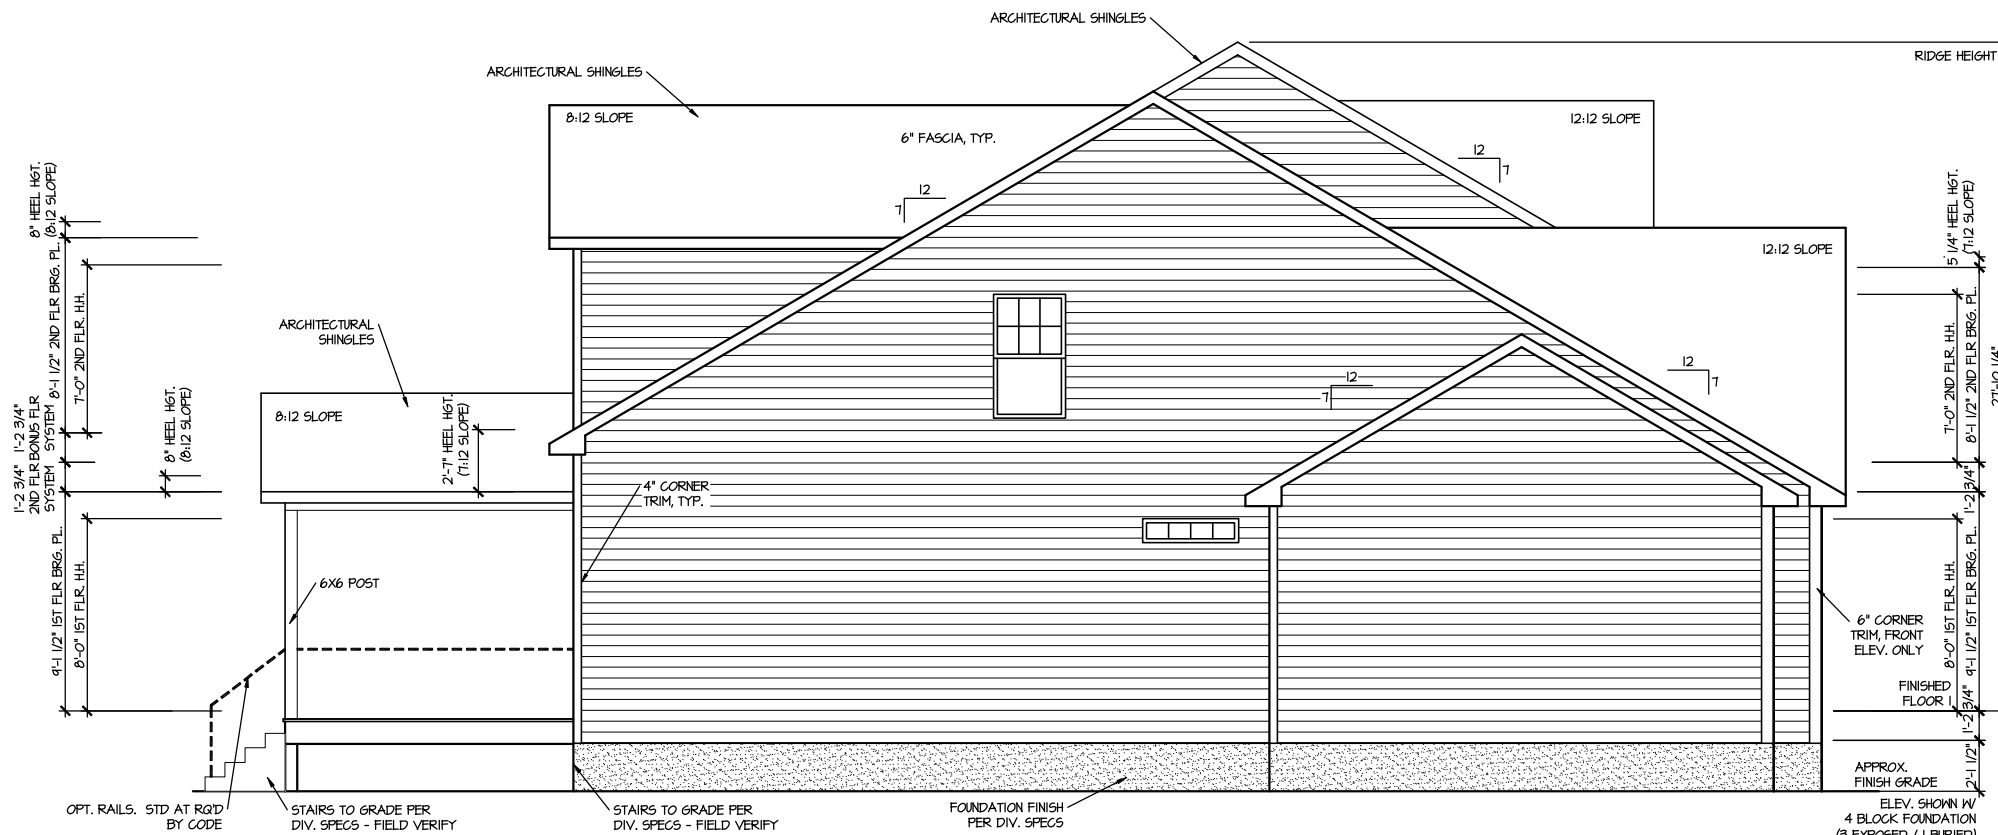 ARCHITECTURAL SHINGLES
RIDGE HEIGHT
ARCHITECTURAL SHINGLES
8:12 SLOPE
6" FASCIA, TYP.
12:12 SLOPE
12
7
12
7
12:12 SLOPE
8" HEEL HGT.
(8:12 SLOPE)
8'-1 1/2" 2ND FLR BRG. PL.
7'-0" 2ND FLR. H.H.
1'-2 3/4"
BONUS FLR
SYSTEM
1'-2 3/4"
2ND FLR
SYSTEM
9'-1 1/2" 1ST FLR BRG. PL.
8'-0" 1ST FLR. H.H.
8" HEEL HGT.
(8:12 SLOPE)
ARCHITECTURAL
SHINGLES
8:12 SLOPE
2'-7" HEEL HGT.
(7:12 SLOPE)
4" CORNER
TRIM, TYP.
12
7
12
7
6X6 POST
5 1/4" HEEL HGT.
(7:12 SLOPE)
7'-0" 2ND FLR. H.H.
8'-1 1/2" 2ND FLR BRG. PL.
27'-10 1/4"
1'-2 3/4"
8'-0" 1ST FLR. H.H.
9'-1 1/2" 1ST FLR BRG. PL.
1'-2 3/4"
2'-1 1/2"
6" CORNER
TRIM, FRONT
ELEV. ONLY
FINISHED
FLOOR 1
APPROX.
FINISH GRADE
OPT. RAILS. STD AT RQ'D
BY CODE
STAIRS TO GRADE PER
DIV. SPECS - FIELD VERIFY
STAIRS TO GRADE PER
DIV. SPECS - FIELD VERIFY
FOUNDATION FINISH
PER DIV. SPECS
ELEV. SHOWN W/
4 BLOCK FOUNDATION
(3 EXPOSED / 1 BURIED)